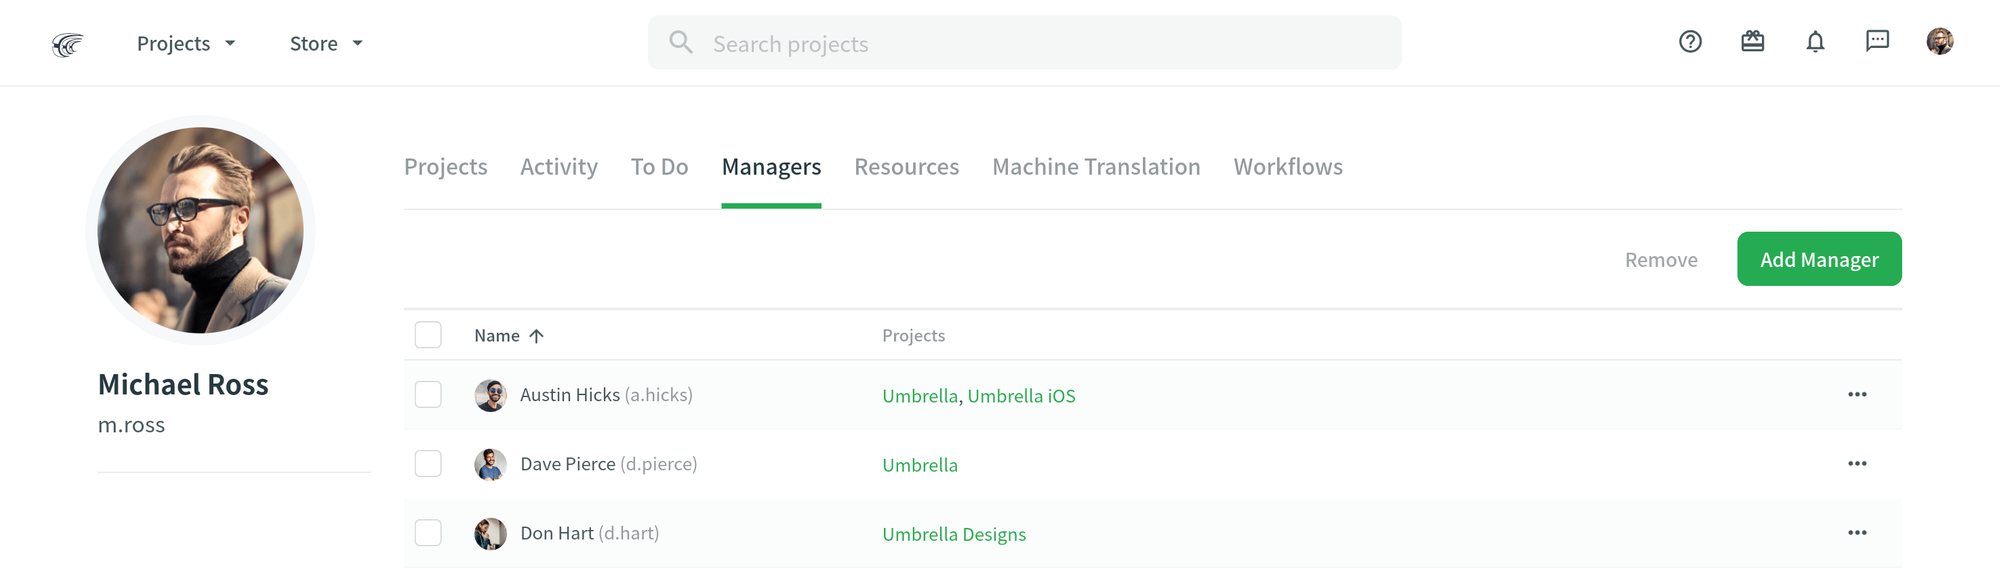 Projects Store Search projects
Projects Activity To Do Managers Resources Machine Translation Workflows
Remove Add Manager
Name Projects
Michael Ross
m.ross
Austin Hicks (a.hicks) Umbrella, Umbrella iOS
Dave Pierce (d.pierce) Umbrella
Don Hart (d.hart) Umbrella Designs